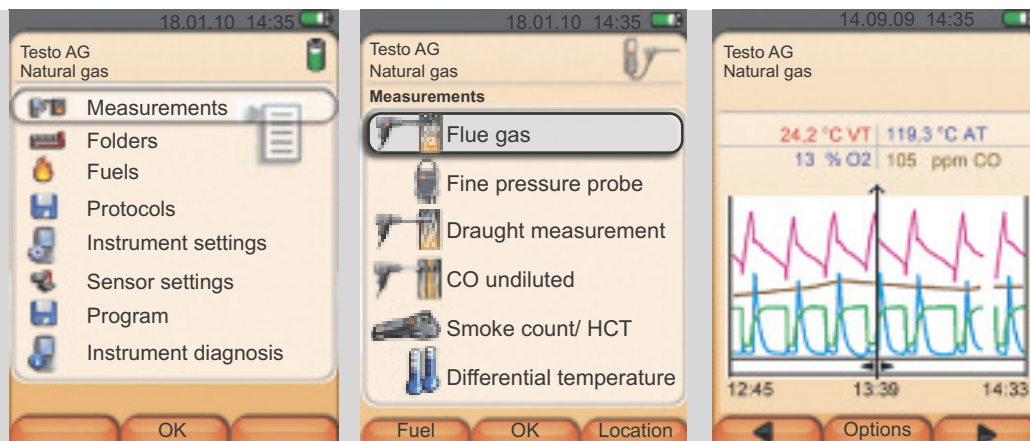 18.01.10 14:35
Testo AG
Natural gas
Measurements
Folders
Fuels
Protocols
Instrument settings
Sensor settings
Program
Instrument diagnosis
OK
18.01.10 14:35
Testo AG
Natural gas
Measurements
Flue gas
Fine pressure probe
Draught measurement
CO undiluted
Smoke count/ HCT
Differential temperature
Fuel OK Location
14.09.09 14:35
Testo AG
Natural gas
24,2 °C VT 119,3 °C AT
13 % O2 105 ppm CO
12:45 13:39 14:33
Options